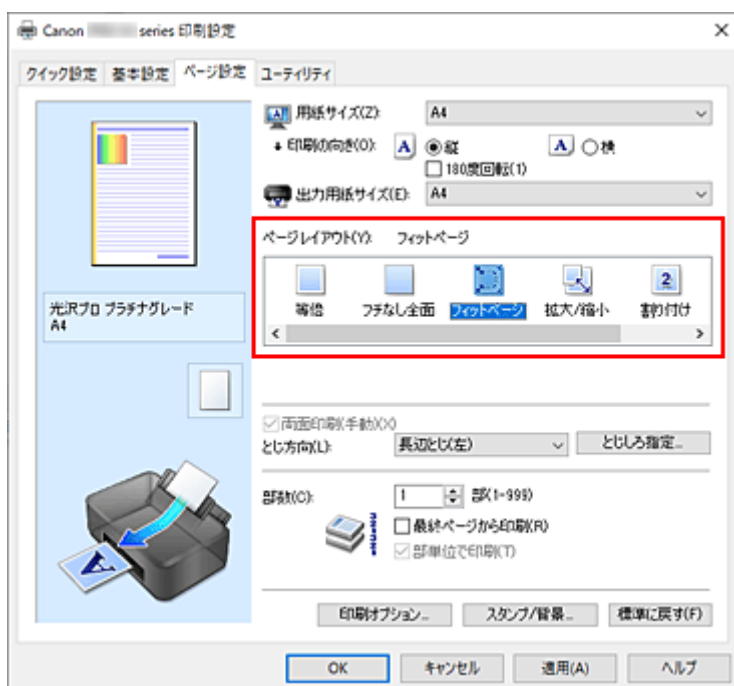 Canon series 印刷設定
クイック設定 基本設定 ページ設定 ユーティリティ
用紙サイズ(Z): A4
印刷の向き(O): A 縦 A 横
180度回転(1)
出力用紙サイズ(E): A4
ページレイアウト(Y): フィットページ
等倍 フチなし全面 フィットページ 拡大/縮小 割り付け
2
光沢プロ プラチナグレード
A4
両面印刷(手動)(X)
とじ方向(L): 長辺とじ(左) とじしろ指定...
部数(C): 1 部(1-999)
最終ページから印刷(R)
部単位で印刷(T)
印刷オプション... スタンプ/背景... 標準に戻す(F)
OK キャンセル 適用(A) ヘルプ